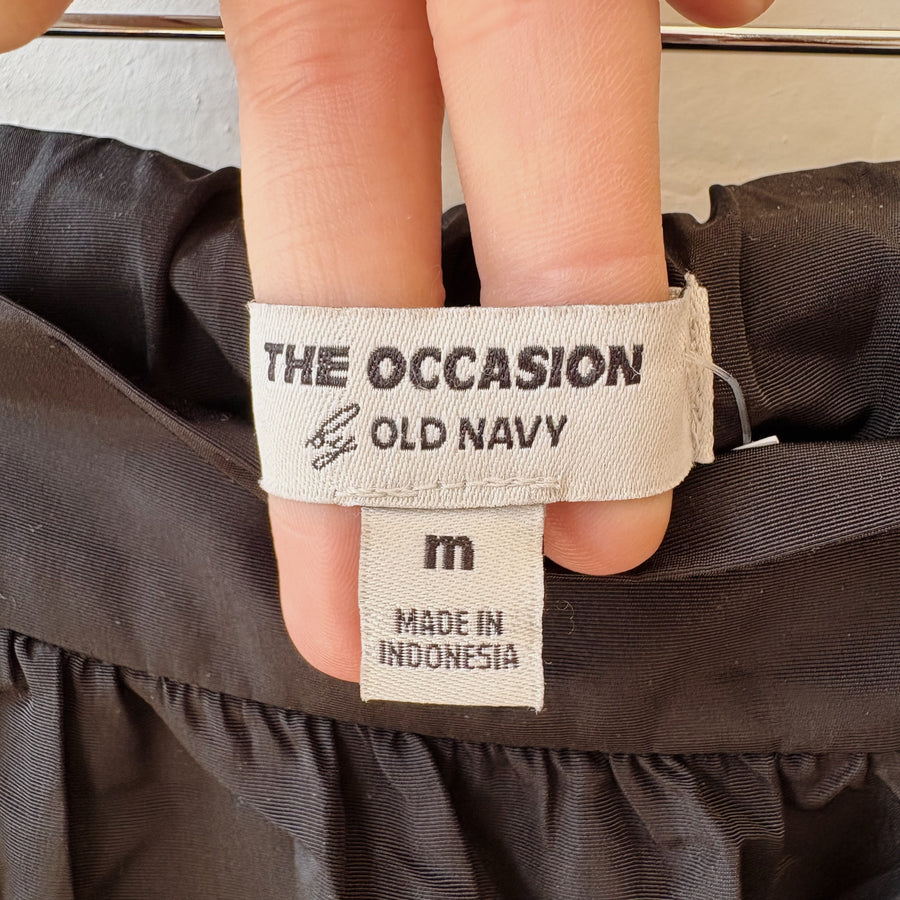 THE OCCASION
by OLD NAVY
m
MADE IN
INDONESIA